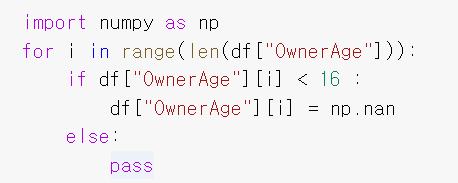 import numpy as np
for i in range(len(df["OwnerAge"])):
    if df["OwnerAge"][i] < 16 :
        df["OwnerAge"][i] = np.nan
    else:
        pass